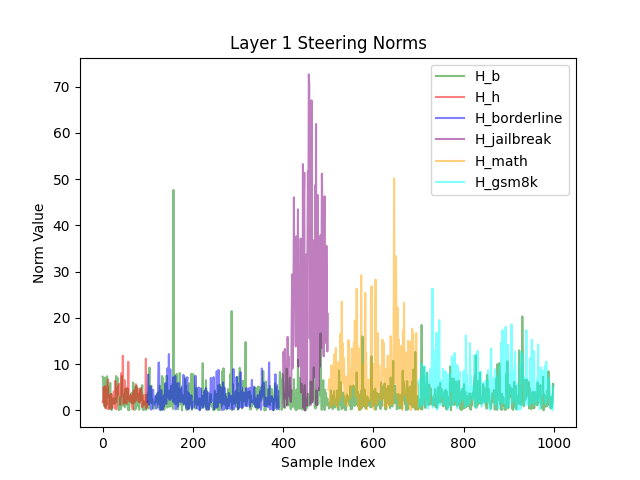 Layer 1 Steering Norms
H_b
H_h
H_borderline
H_jailbreak
H_math
H_gsm8k
Norm Value
70
60
50
40
30
20
10
0
0 200 400 600 800 1000
Sample Index